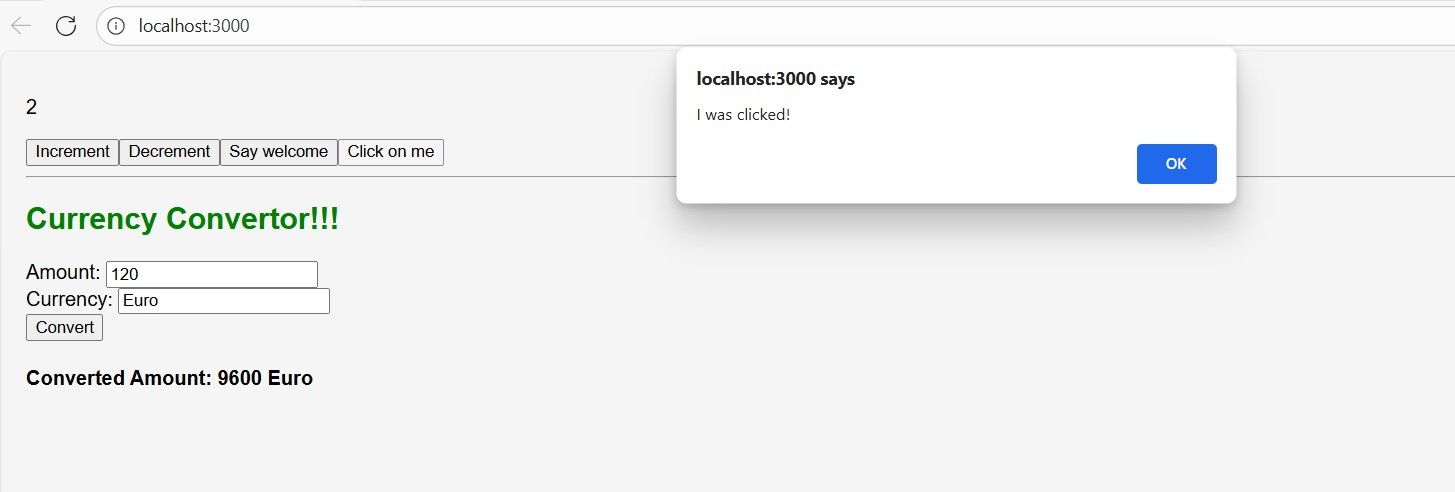 localhost:3000
localhost:3000 says
I was clicked!
OK
2
Increment Decrement Say welcome Click on me
Currency Convertor!!!
Amount: 120
Currency: Euro
Convert
Converted Amount: 9600 Euro